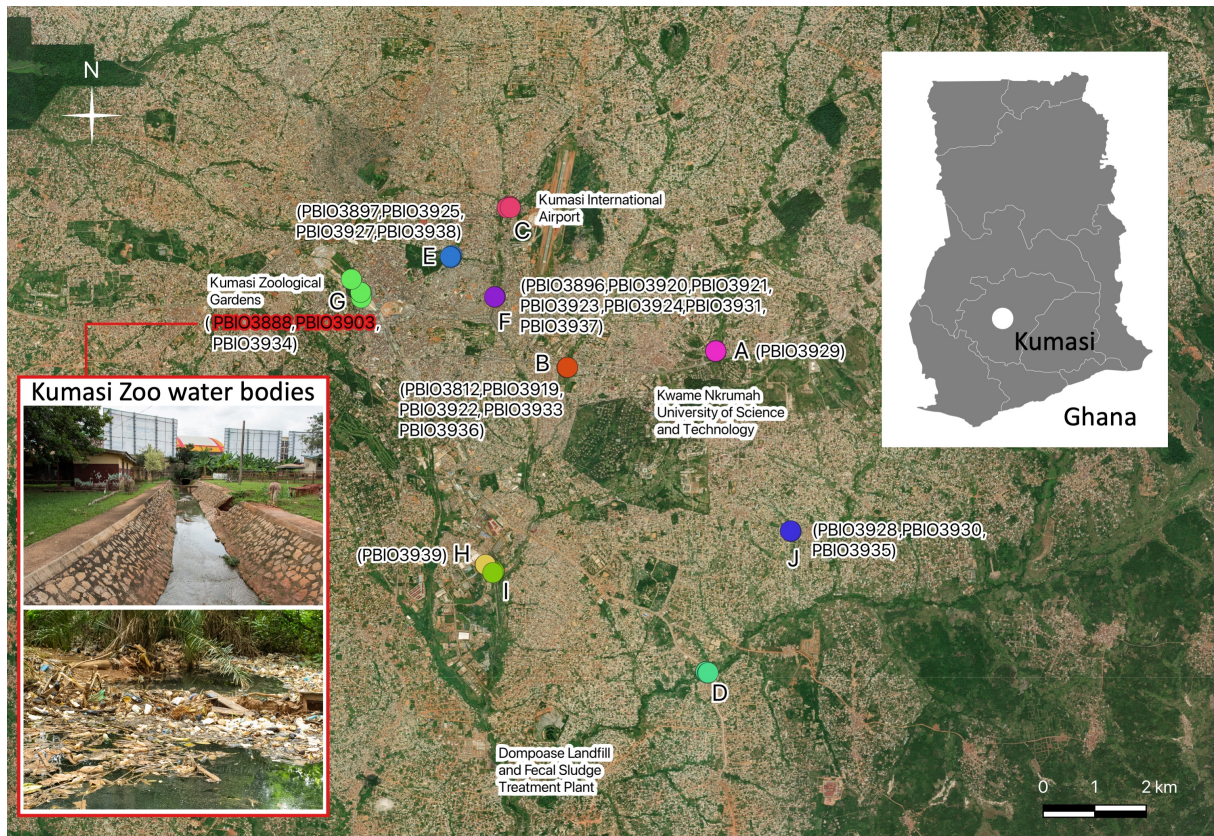 N
Kumasi International
Airport
C
(PBIO3897,PBIO3925,
PBIO3927,PBIO3938)
E
Kumasi Zoological
Gardens
G
(PBIO3888,PBIO3903,
PBIO3934)
(PBIO3896,PBIO3920,PBIO3921,
PBIO3923,PBIO3924,PBIO3931,
PBIO3937)
F
B
(PBIO3812,PBIO3919,
PBIO3922,PBIO3933
PBIO3936)
A (PBIO3929)
Kwame Nkrumah
University of Science
and Technology
Kumasi
Ghana
Kumasi Zoo water bodies
(PBIO3939) H
I
(PBIO3928,PBIO3930,
PBIO3935)
J
D
Dompoase Landfill
and Fecal Sludge
Treatment Plant
0 1 2 km